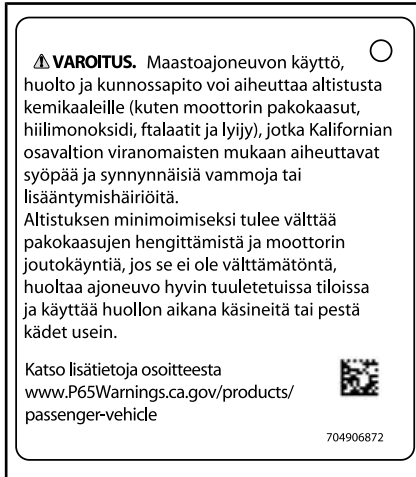 ⚠ VAROITUS. Maastoajoneuvon käyttö,
huolto ja kunnossapito voi aiheuttaa altistusta
kemikaaleille (kuten moottorin pakokaasut,
hiilimonoksidi, ftalaatit ja lyijy), jotka Kalifornian
osavaltion viranomaisten mukaan aiheuttavat
syöpää ja synnynnäisiä vammoja tai
lisääntymishäiriöitä.
Altistuksen minimoimiseksi tulee välttää
pakokaasujen hengittämistä ja moottorin
joutokäyntiä, jos se ei ole välttämätöntä,
huoltaa ajoneuvo hyvin tuuletetuissa tiloissa
ja käyttää huollon aikana käsineitä tai pestä
kädet usein.
Katso lisätietoja osoitteesta
www.P65Warnings.ca.gov/products/
passenger-vehicle
704906872